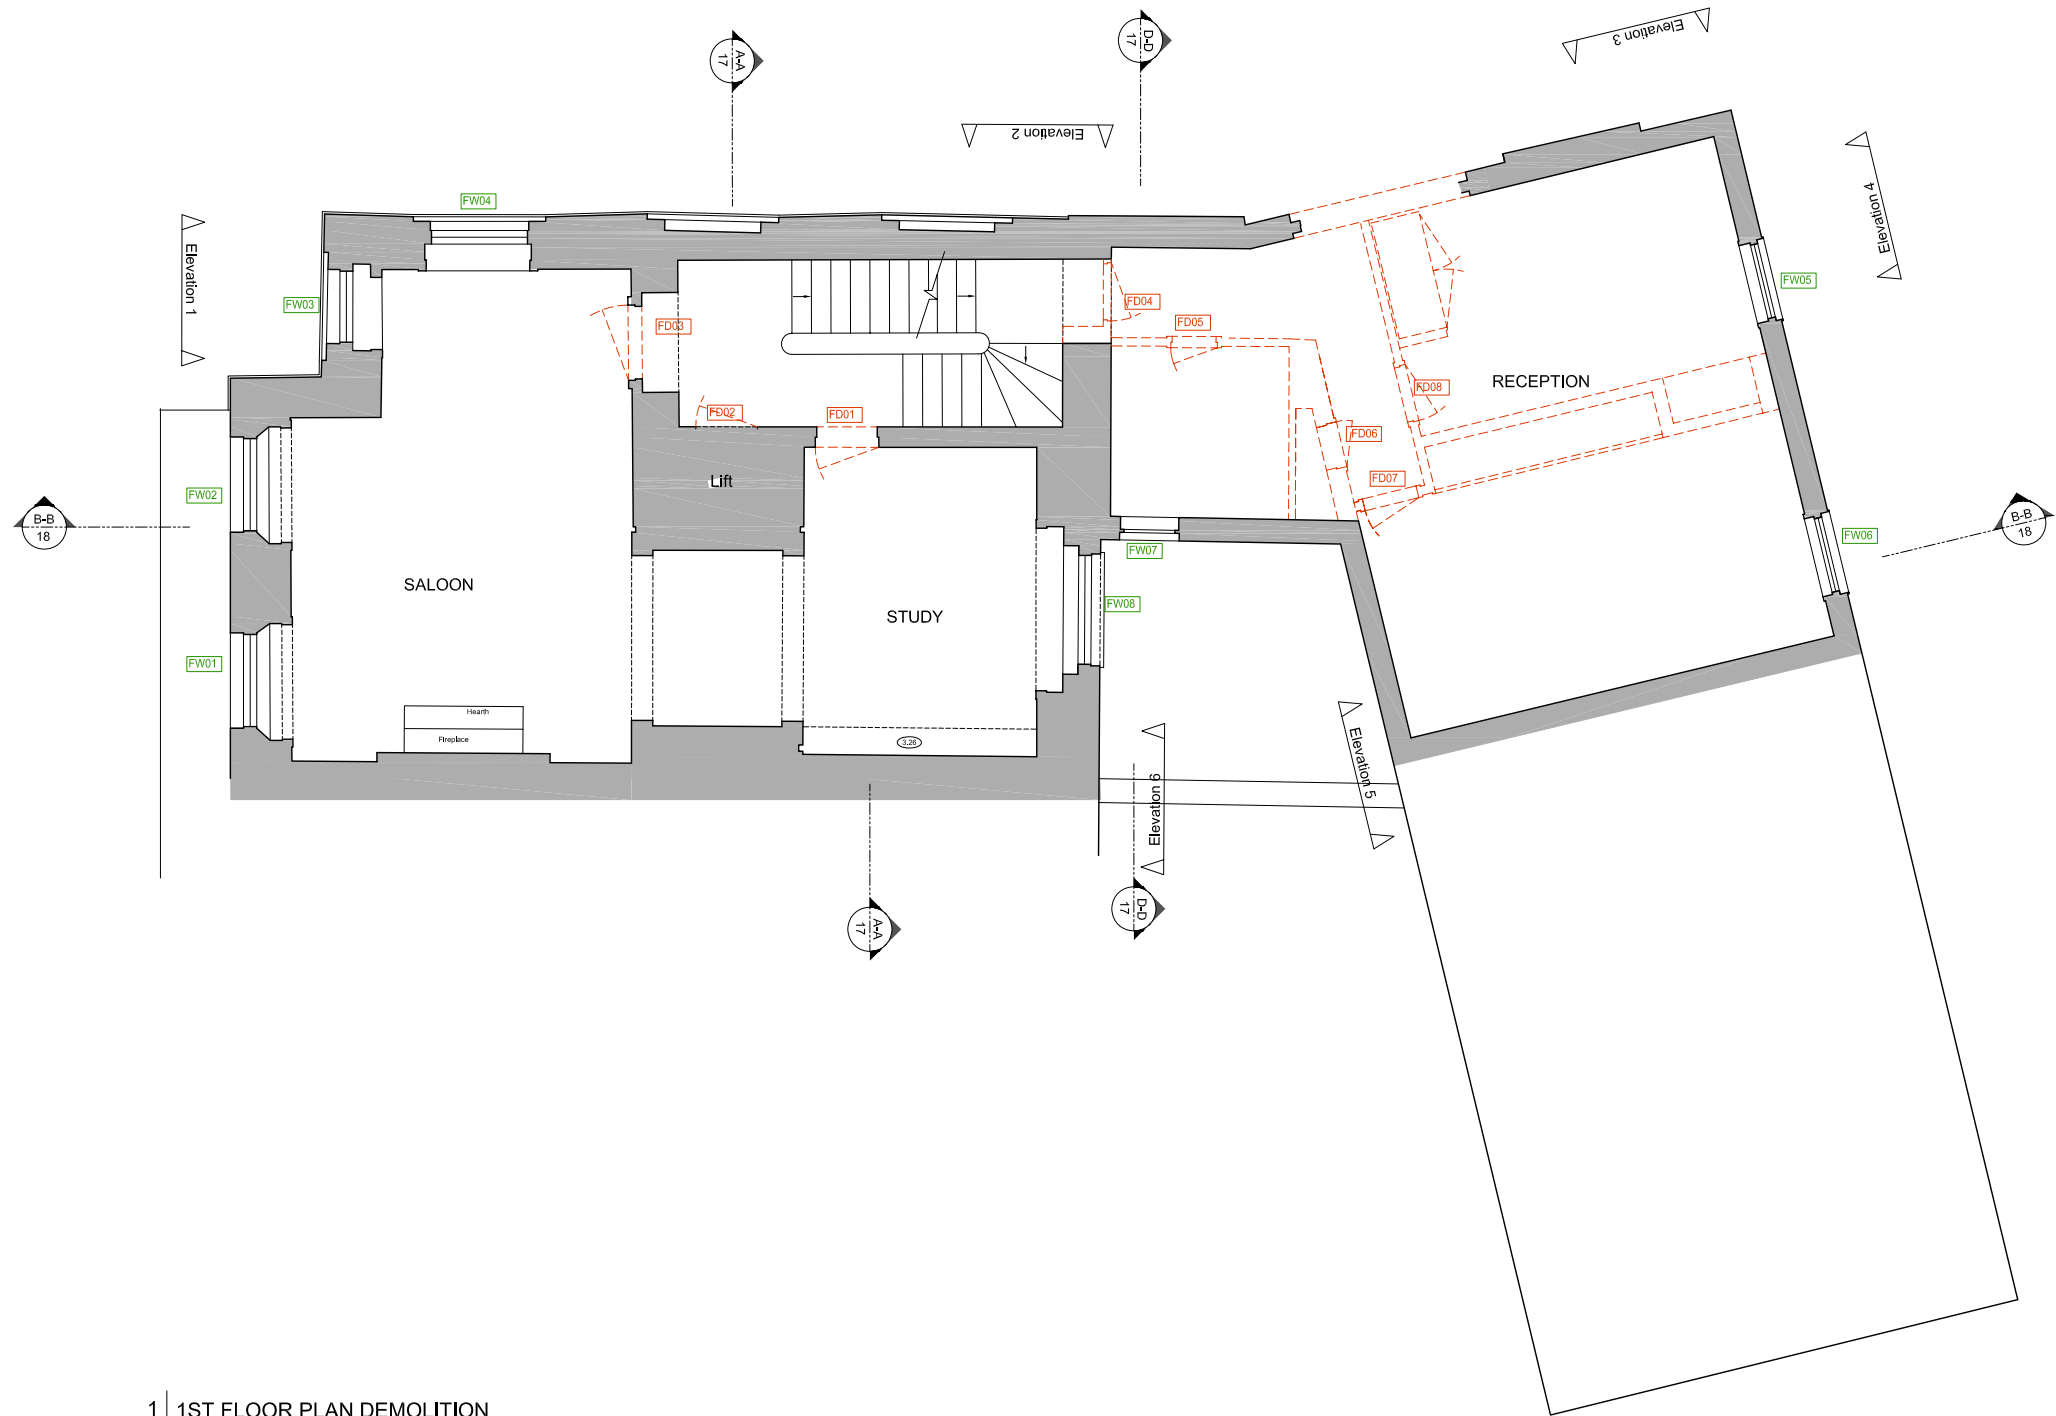 Elevation 3
D-D
17
A-A
17
Elevation 2
Elevation 4
FW04
Elevation 1
FW03
FD03
FD04
FD05
FW05
RECEPTION
FD08
FD02
FD01
FD06
Lift
FD07
FW02
B-B
18
B-B
18
FW06
FW07
SALOON
FW08
STUDY
FW01
Hearth
Fireplace
3.26
Elevation 5
Elevation 6
D-D
17
A-A
17
1 1ST FLOOR PLAN DEMOLITION